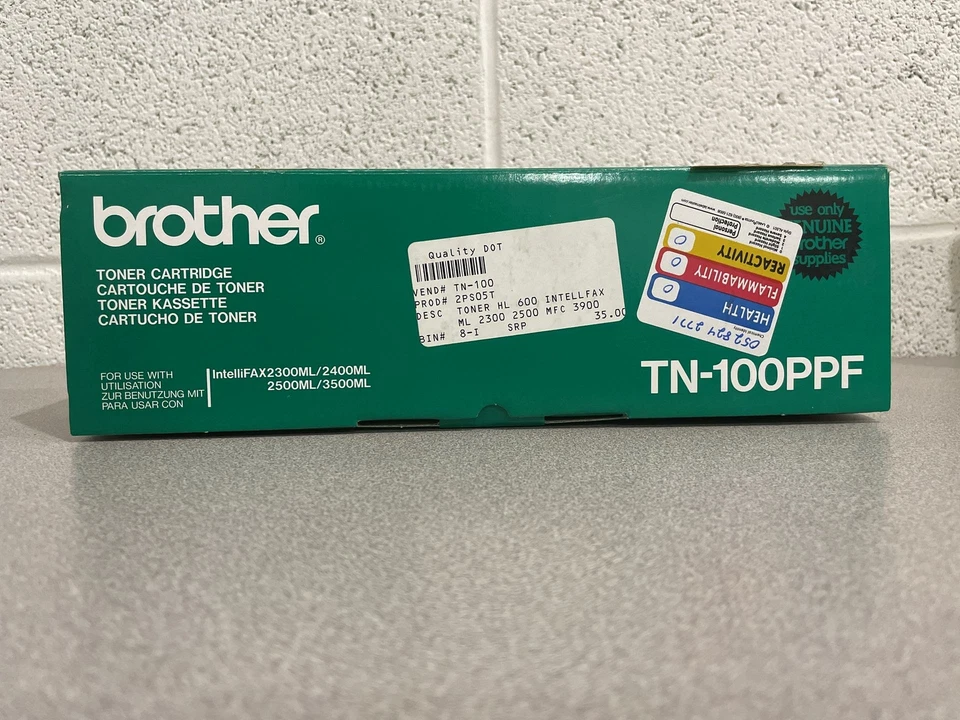 brother®
TONER CARTRIDGE
CARTOUCHE DE TONER
TONER KASSETTE
CARTUCHO DE TONER
FOR USE WITH
UTILISATION
ZUR BENUTZUNG MIT
PARA USAR CON
IntelliFAX2300ML/2400ML
2500ML/3500ML
Quality DOT
VEND# TN-100
PROD# 2PS05T
DESC TONER HL 600 INTELLFAX
ML 2300 2500 MFC 3900
SRP 35.00
BIN# 8-I
HEALTH
0
FLAMMABILITY
0
REACTIVITY
0
Personal
Protection
use only
GENUINE
brother
supplies
TN-100PPF